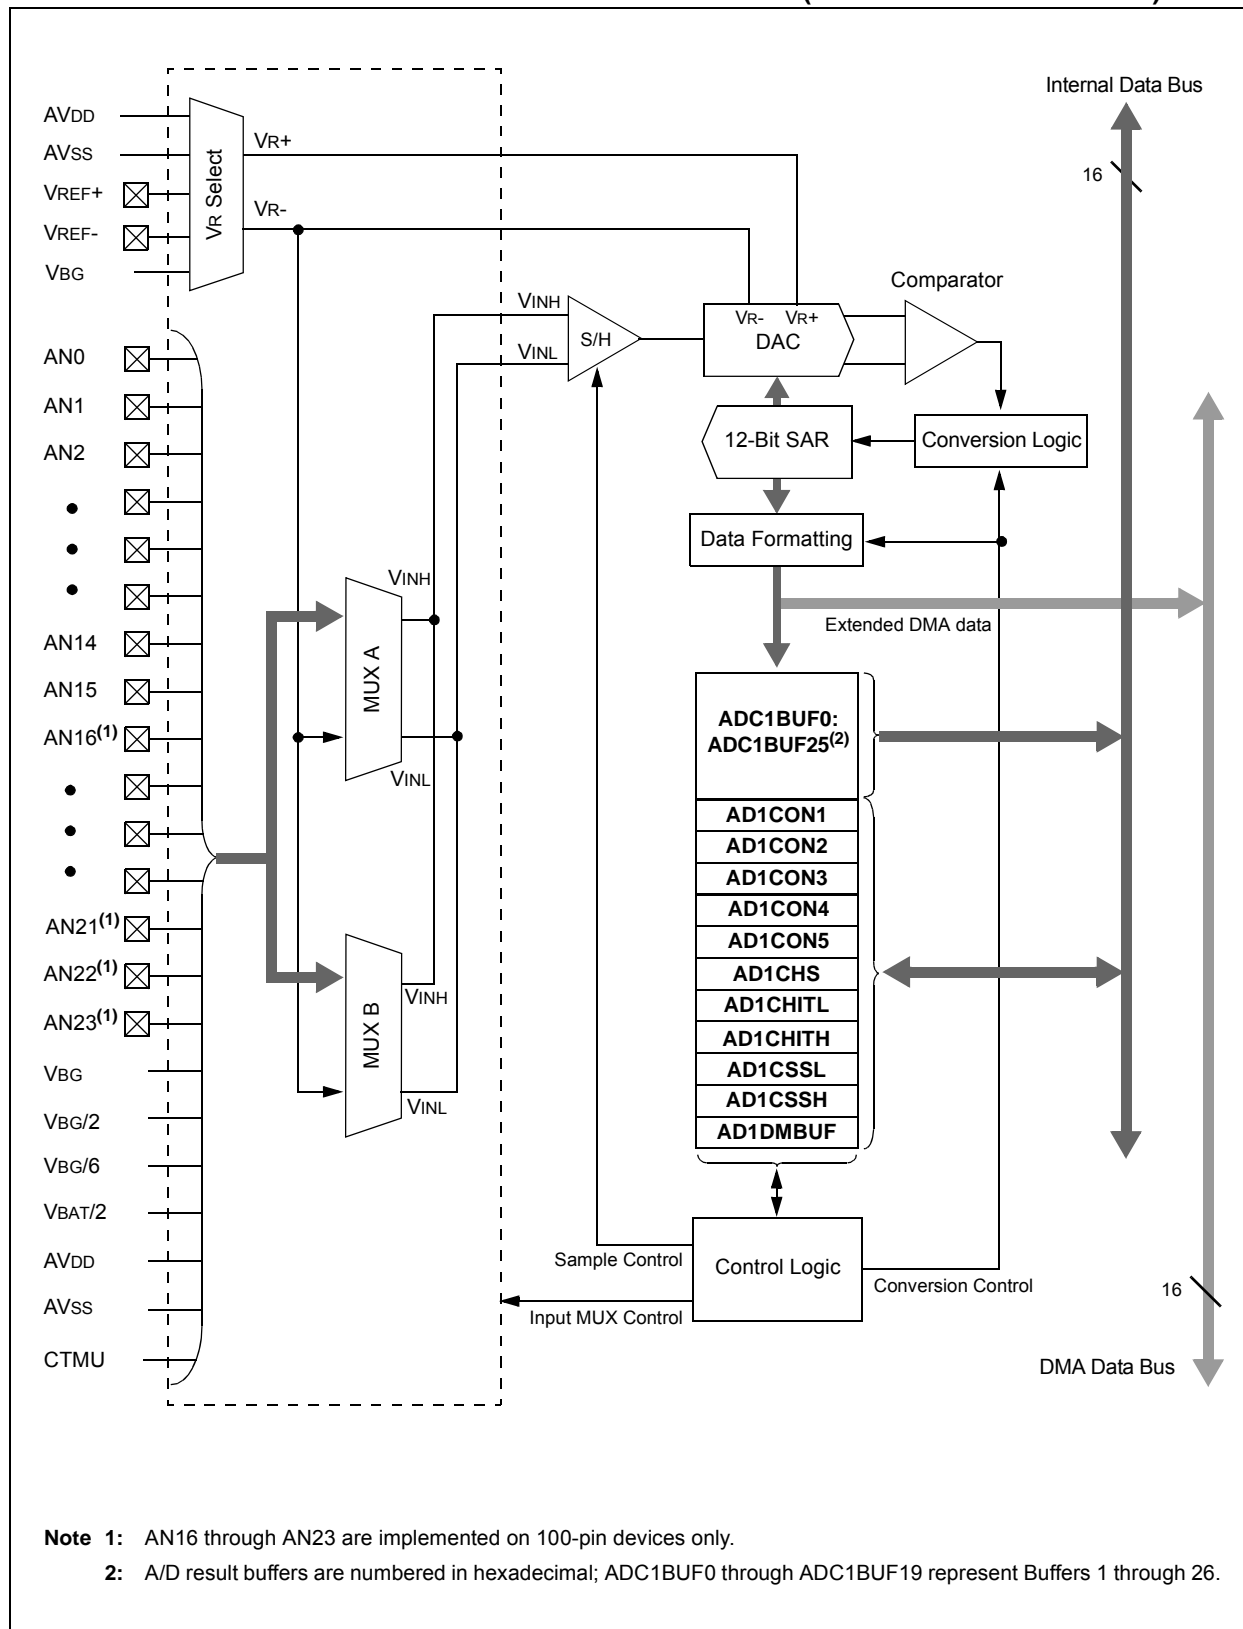 Internal Data Bus
AVDD
AVSS
VREF+
VREF-
VBG
VR Select
VR+
VR-
16
Comparator
VINH
VINL
S/H
VR- VR+
DAC
AN0
AN1
AN2
12-Bit SAR
Conversion Logic
Data Formatting
Extended DMA data
AN14
AN15
AN16(1)
AN21(1)
AN22(1)
AN23(1)
VBG
VBG/2
VBG/6
VBAT/2
AVDD
AVSS
CTMU
VINH
MUX A
VINL
VINH
MUX B
VINL
ADC1BUF0:
ADC1BUF25(2)
AD1CON1
AD1CON2
AD1CON3
AD1CON4
AD1CON5
AD1CHS
AD1CHITL
AD1CHITH
AD1CSSL
AD1CSSH
AD1DMBUF
Sample Control
Control Logic
Conversion Control
Input MUX Control
16
DMA Data Bus
Note 1: AN16 through AN23 are implemented on 100-pin devices only.
2: A/D result buffers are numbered in hexadecimal; ADC1BUF0 through ADC1BUF19 represent Buffers 1 through 26.